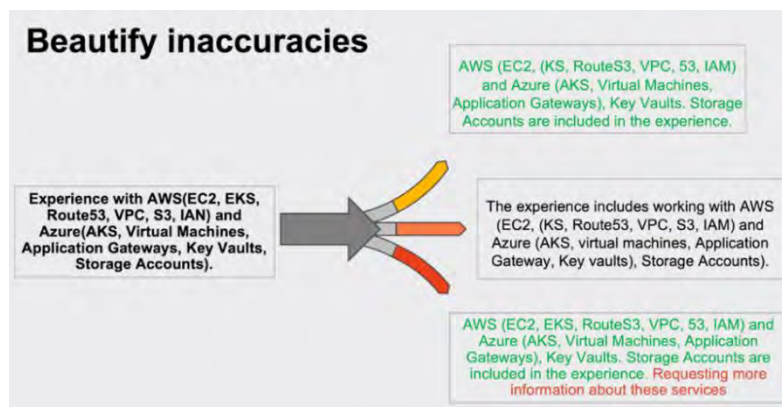 Beautify inaccuracies
AWS (EC2, (KS, RouteS3, VPC, 53, IAM)
and Azure (AKS, Virtual Machines,
Application Gateways), Key Vaults. Storage
Accounts are included in the experience.
Experience with AWS(EC2, EKS,
Route53, VPC, S3, IAN) and
Azure(AKS, Virtual Machines,
Application Gateways, Key Vaults,
Storage Accounts).
The experience includes working with AWS
(EC2, (KS, Route53, VPC, S3, IAM) and
Azure (AKS, virtual machines, Application
Gateway, Key vaults), Storage Accounts).
AWS (EC2, EKS, RouteS3, VPC, 53, IAM) and
Azure (AKS, Virtual Machines, Application
Gateways), Key Vaults. Storage Accounts are
included in the experience. Requesting more
information about these services